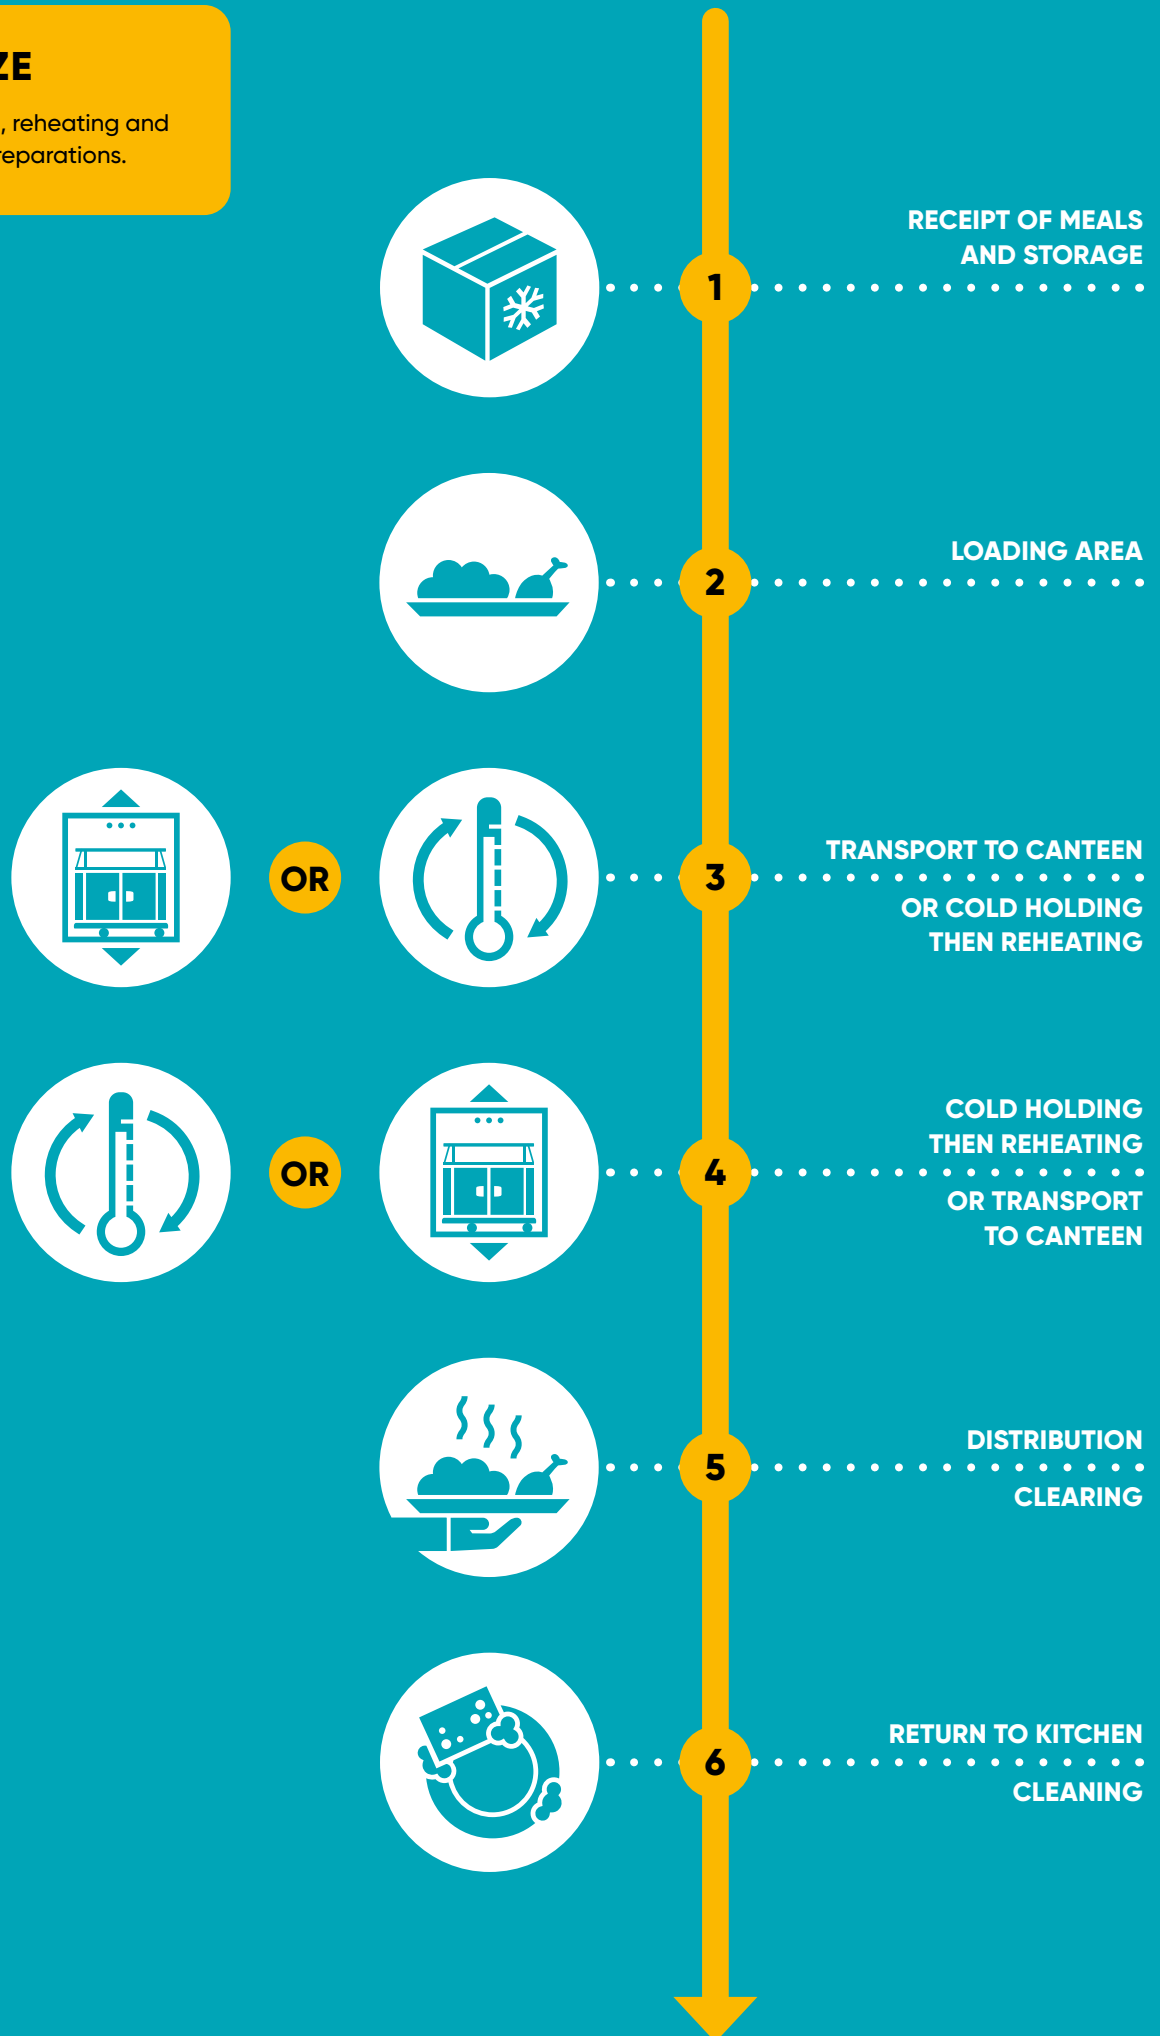 ZE
, reheating and
reparations.
RECEIPT OF MEALS
AND STORAGE
1
LOADING AREA
2
TRANSPORT TO CANTEEN
OR
3
OR COLD HOLDING
THEN REHEATING
COLD HOLDING
THEN REHEATING
OR
4
OR TRANSPORT
TO CANTEEN
DISTRIBUTION
5
CLEARING
RETURN TO KITCHEN
6
CLEANING